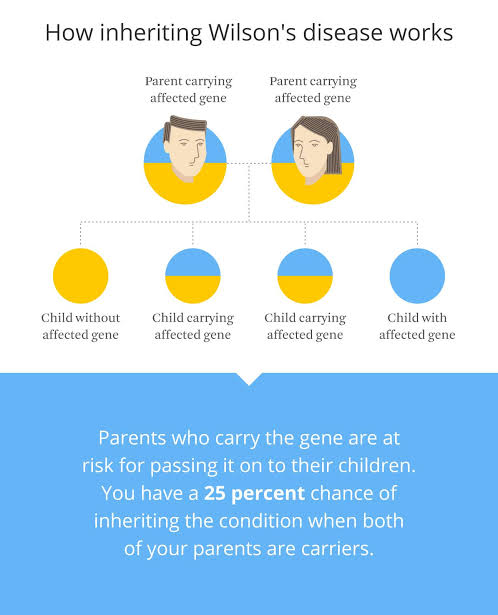 How inheriting Wilson's disease works
Parent carrying
affected gene
Parent carrying
affected gene
Child without
affected gene
Child carrying
affected gene
Child carrying
affected gene
Child with
affected gene
Parents who carry the gene are at
risk for passing it on to their children.
You have a 25 percent chance of
inheriting the condition when both
of your parents are carriers.